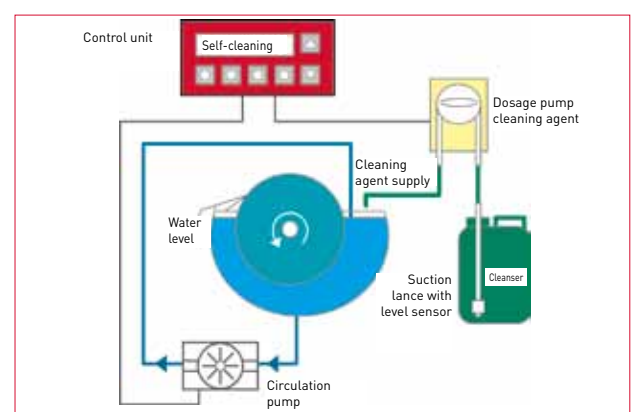 Control unit
Self-cleaning
Dosage pump
cleaning agent
Cleaning
agent supply
Water
level
Suction
lance with
level sensor
Cleanser
Circulation
pump